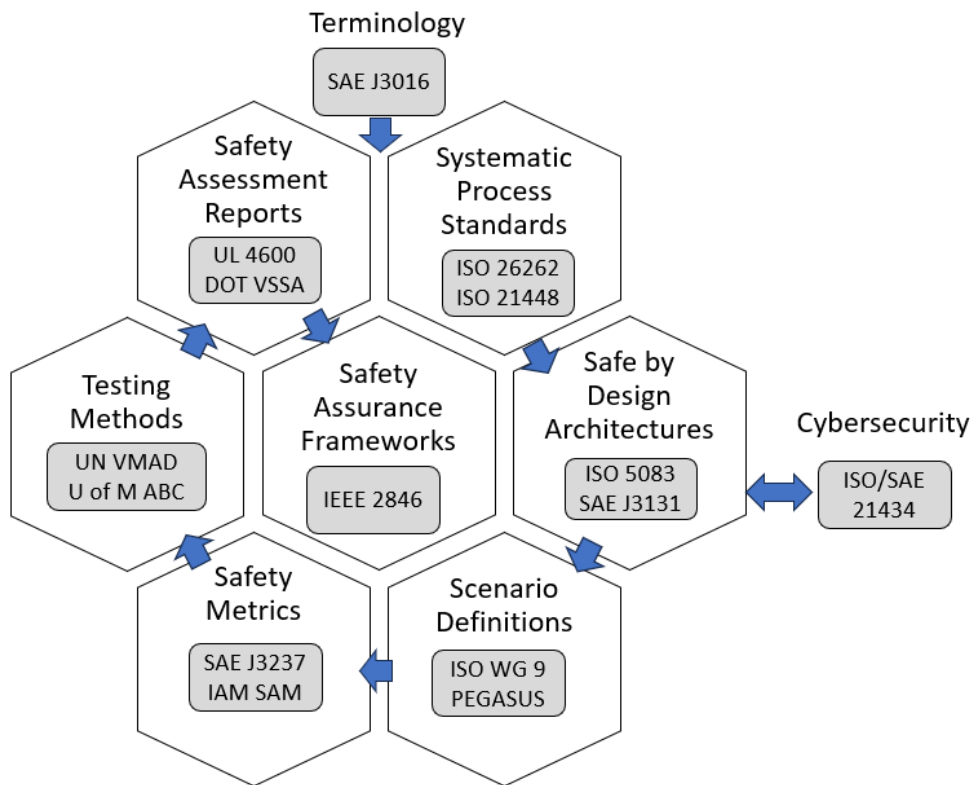 Terminology
SAE J3016
Safety
Assessment
Reports
UL 4600
DOT VSSA
Systematic
Process
Standards
ISO 26262
ISO 21448
Testing
Methods
UN VMAD
U of M ABC
Safety
Assurance
Frameworks
IEEE 2846
Safe by
Design
Architectures
ISO 5083
SAE J3131
Cybersecurity
ISO/SAE
21434
Safety
Metrics
SAE J3237
IAM SAM
Scenario
Definitions
ISO WG 9
PEGASUS